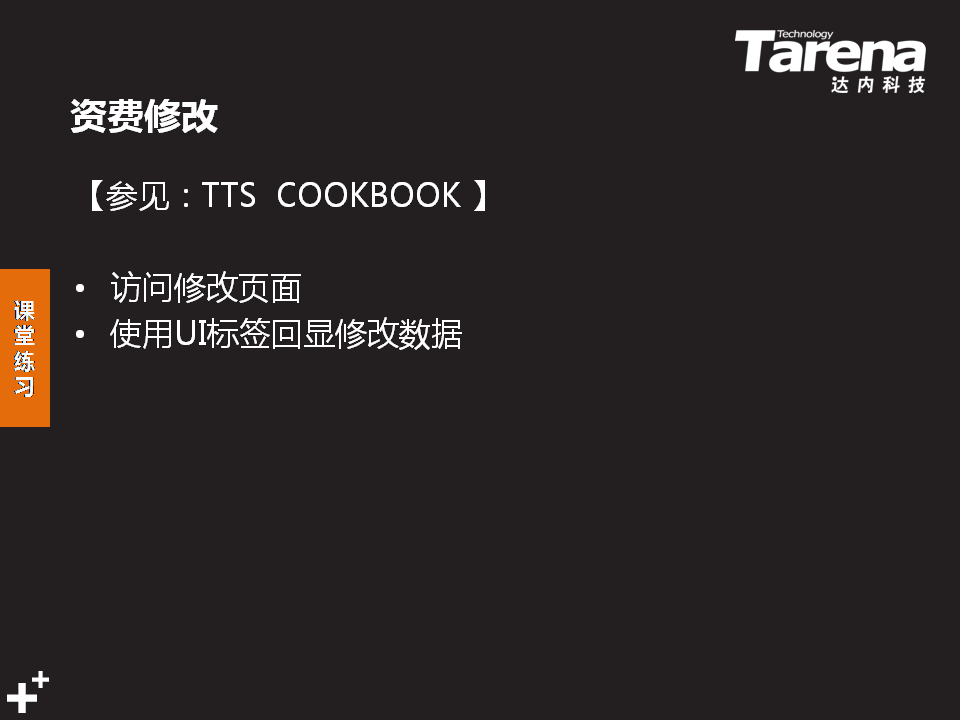 Technology
Tarena
达内科技
资费修改
【参见：TTS COOKBOOK 】
• 访问修改页面
• 使用UI标签回显修改数据
课
堂
练
习